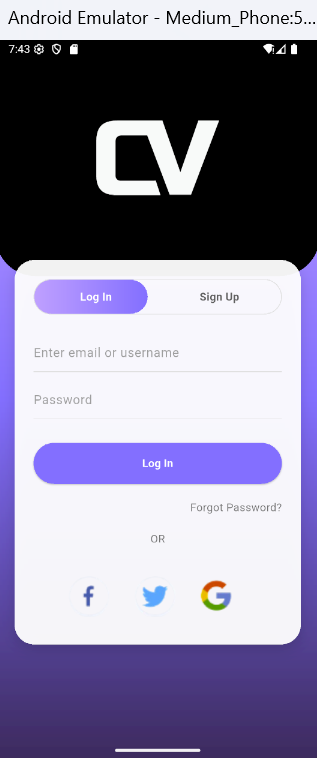 Android Emulator - Medium_Phone:5...
7:43
CV
Log In
Sign Up
Enter email or username
Password
Log In
Forgot Password?
OR